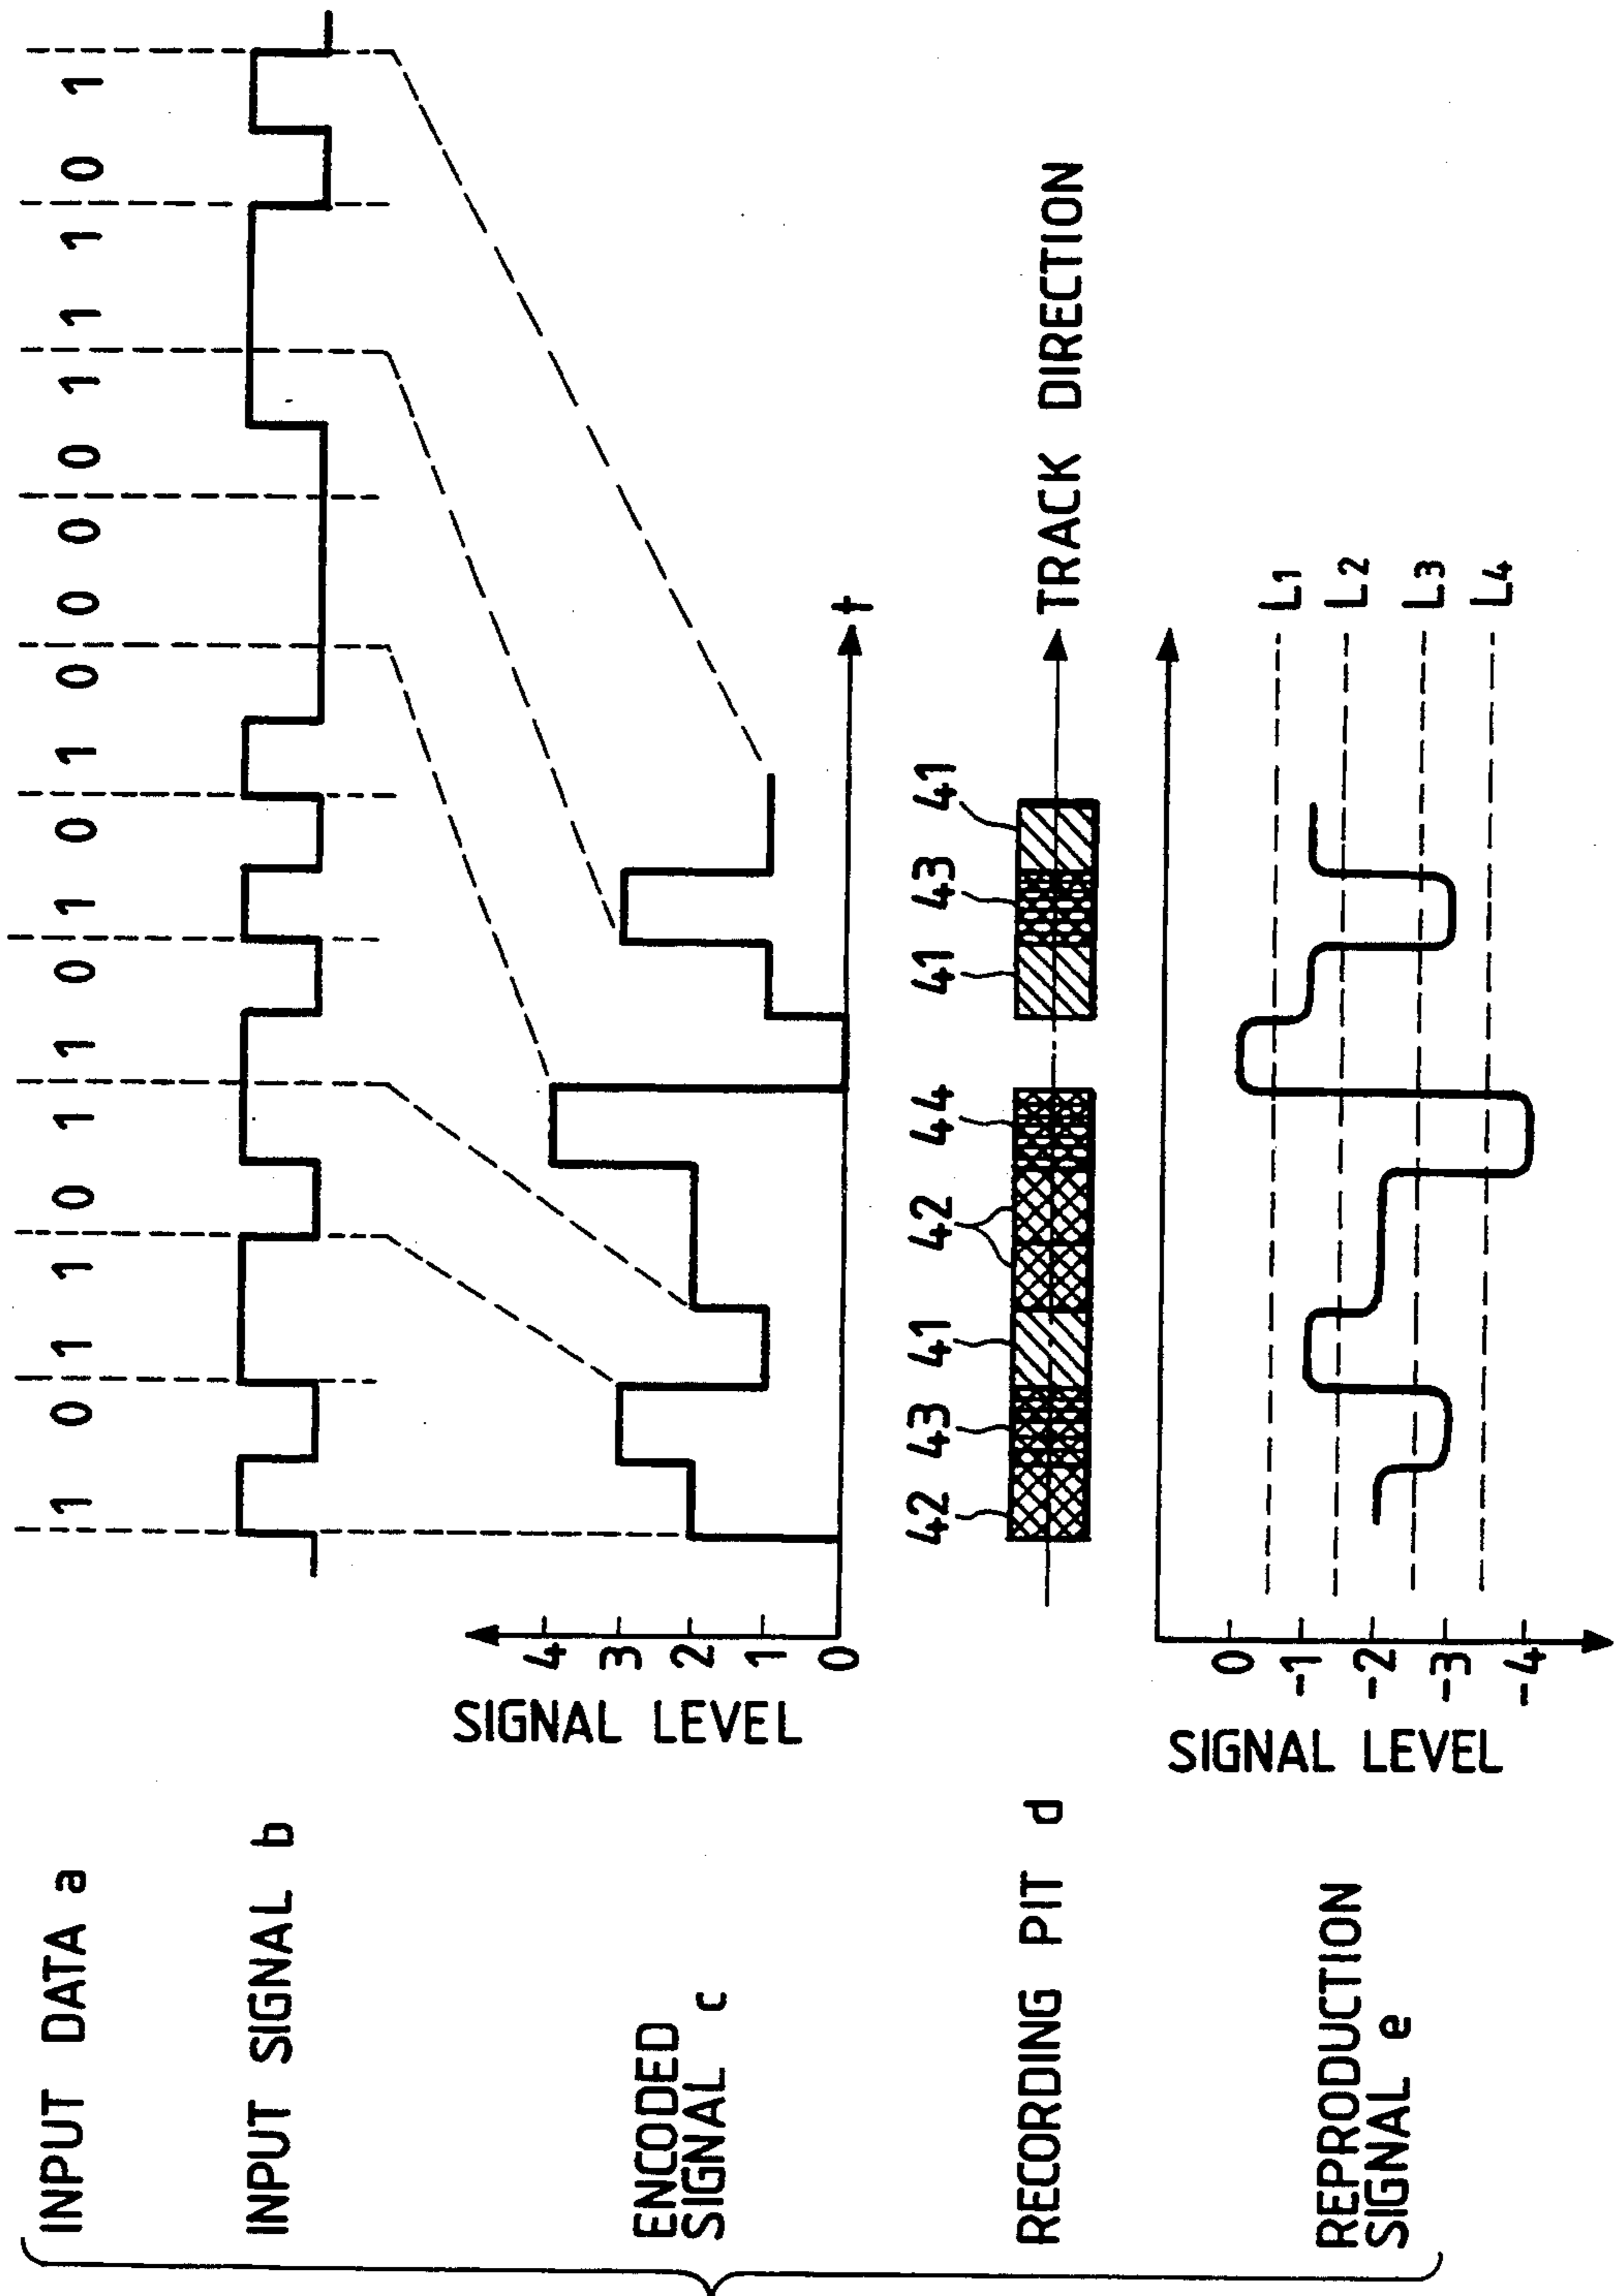 INPUT DATA a
1 0 1 1 0 1 1 0 1 0 1 0 0 0 0 1 1 1 0 1
INPUT SIGNAL b
ENCODED
SIGNAL c
SIGNAL LEVEL
4
3
2
1
0
t
RECORDING PIT d
42 43 41 42 44 41 43 41
TRACK DIRECTION
REPRODUCTION
SIGNAL e
SIGNAL LEVEL
0
-1
-2
-3
-4
L1
L2
L3
L4